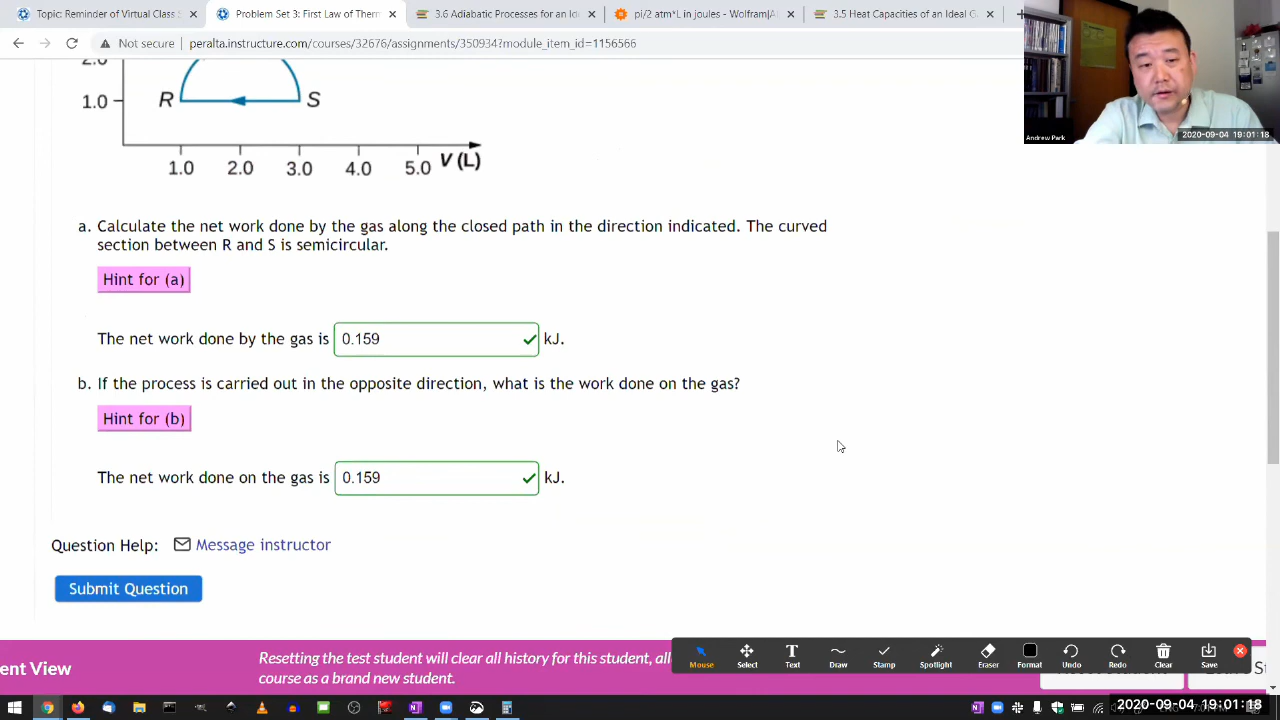 Topic: Reminder of Virtual Class S
Problem Set 3: First Law of Therm
3.6 Adiabatic Processes for an Id
pi/2 atm*L in joules - Wolfram|Al
3.5 Heat Capacities of an Ideal G
Not secure | peralta.instructure.com/courses/32678/assignments/350934?module_item_id=1156566
Andrew Park
2020-09-04 19:01:18
2.0
1.0
R
S
1.0 2.0 3.0 4.0 5.0 V (L)
a. Calculate the net work done by the gas along the closed path in the direction indicated. The curved
section between R and S is semicircular.
Hint for (a)
The net work done by the gas is 0.159 kJ.
b. If the process is carried out in the opposite direction, what is the work done on the gas?
Hint for (b)
The net work done on the gas is 0.159 kJ.
Question Help: Message instructor
Submit Question
ent View
Resetting the test student will clear all history for this student, all
course as a brand new student.
Mouse Select Text Draw Stamp Spotlight Eraser Format Undo Redo Clear Save
2020-09-04 19:01:18